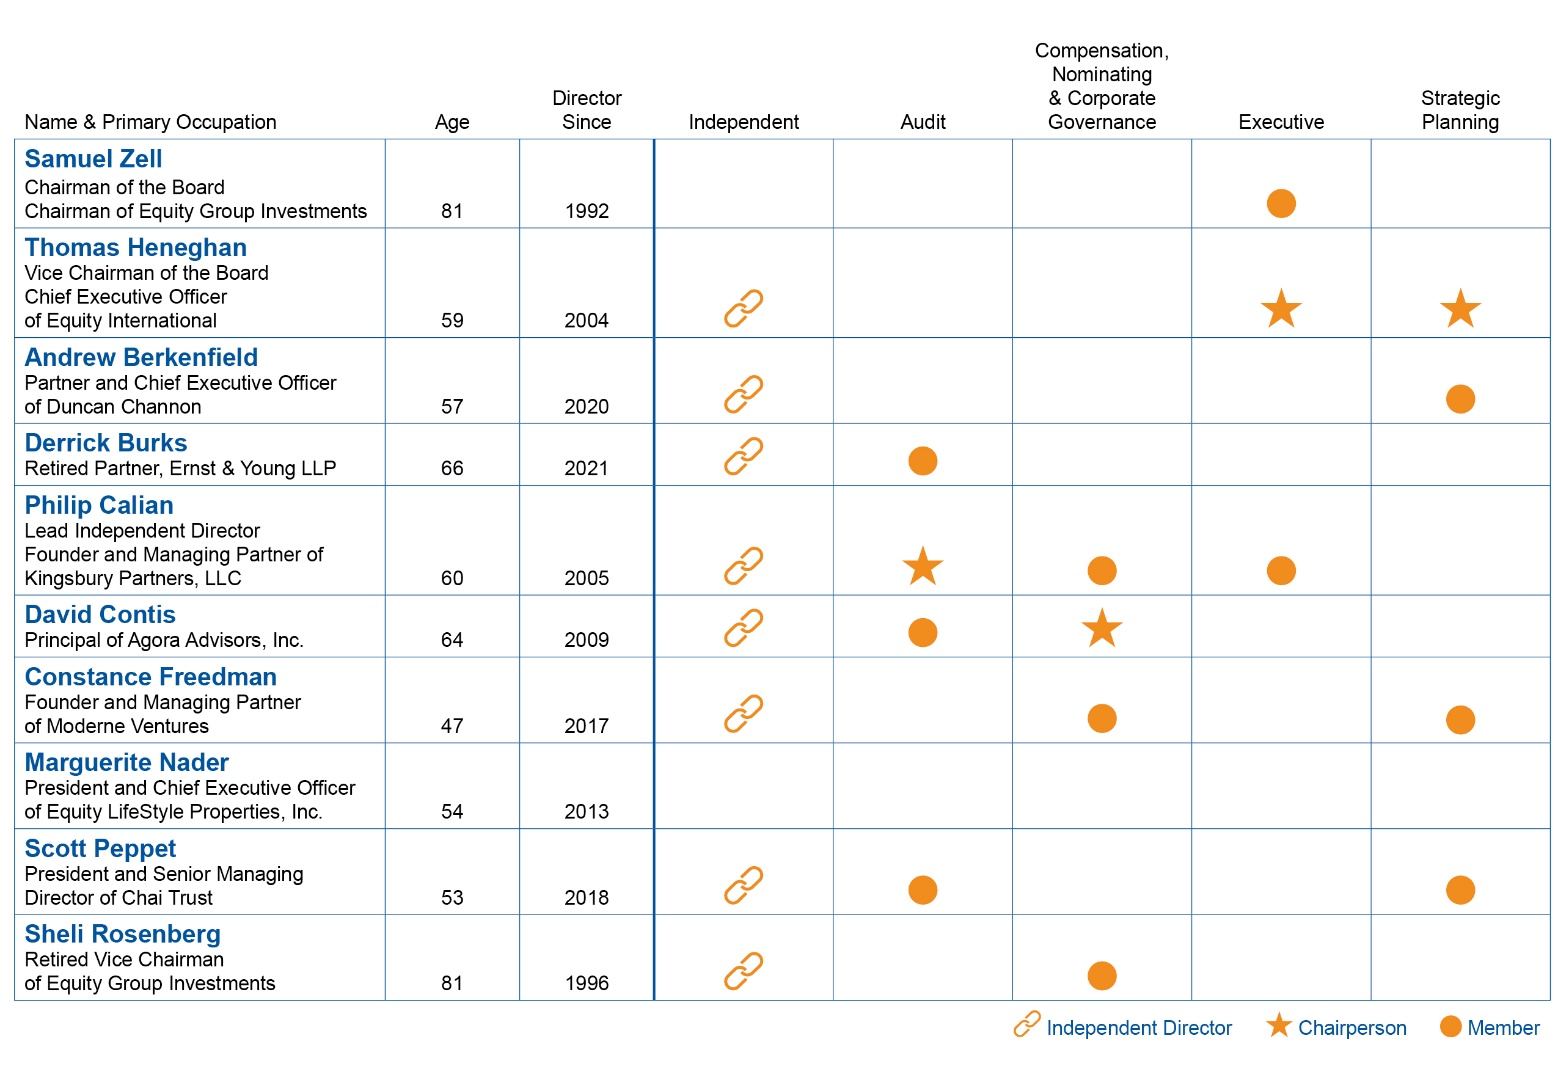 Compensation,
Nominating
Director & Corporate Strategic
Name & Primary Occupation Age Since Independent Audit Governance Executive Planning
Samuel Zell
Chairman of the Board
Chairman of Equity Group Investments 81 1992
Thomas Heneghan
Vice Chairman of the Board
Chief Executive Officer
of Equity International 59 2004
Andrew Berkenfield
Partner and Chief Executive Officer
of Duncan Channon 57 2020
Derrick Burks
Retired Partner, Ernst & Young LLP 66 2021
Philip Calian
Lead Independent Director
Founder and Managing Partner of
Kingsbury Partners, LLC 60 2005
David Contis
Principal of Agora Advisors, Inc. 64 2009
Constance Freedman
Founder and Managing Partner
of Moderne Ventures 47 2017
Marguerite Nader
President and Chief Executive Officer
of Equity LifeStyle Properties, Inc. 54 2013
Scott Peppet
President and Senior Managing
Director of Chai Trust 53 2018
Sheli Rosenberg
Retired Vice Chairman
of Equity Group Investments 81 1996
Independent Director Chairperson Member